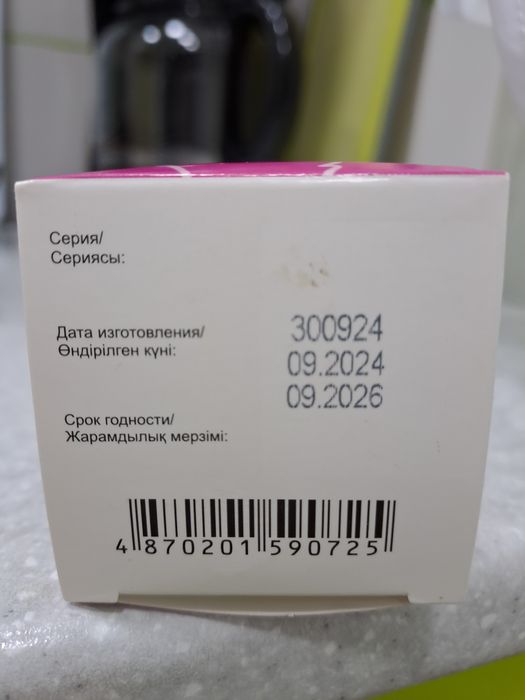 Серия/
Сериясы:
Дата изготовления/
Өндірілген күні:
300924
09.2024
09.2026
Срок годности/
Жарамдылық мерзімі:
4 870201 590725